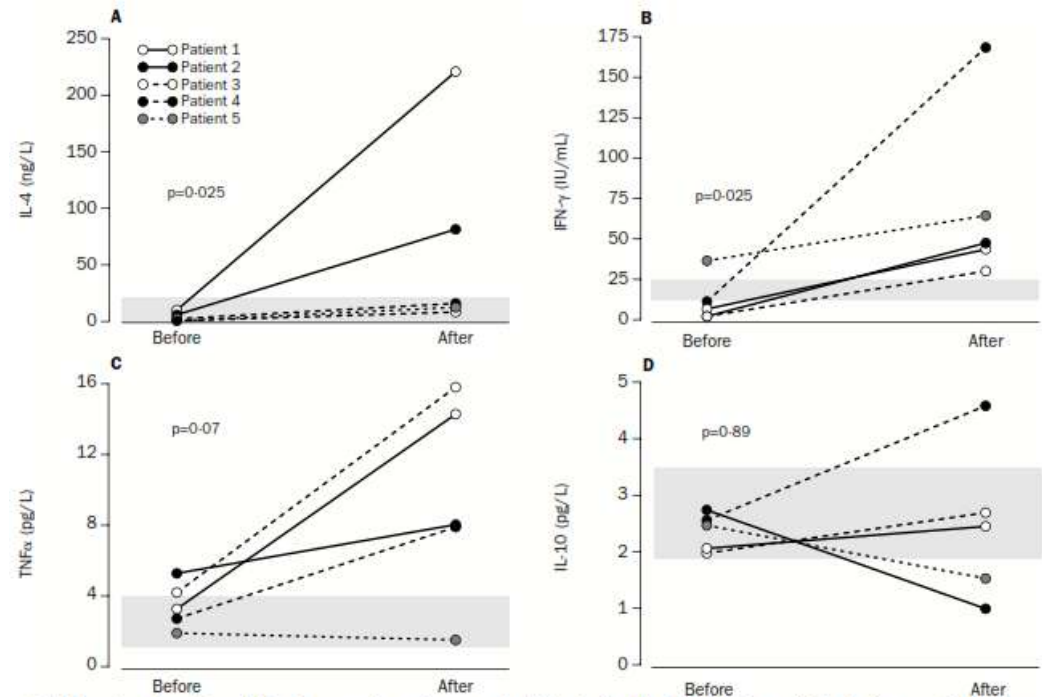 A
IL-4 (ng/L)
250
200
150
100
50
0
Patient 1
Patient 2
Patient 3
Patient 4
Patient 5
p=0·025
Before After
B
IFN-γ (IU/mL)
175
150
125
100
75
50
25
0
p=0·025
Before After
C
TNFα (pg/L)
16
12
8
4
0
p=0·07
Before After
D
IL-10 (pg/L)
5
4
3
2
1
0
p=0·89
Before After